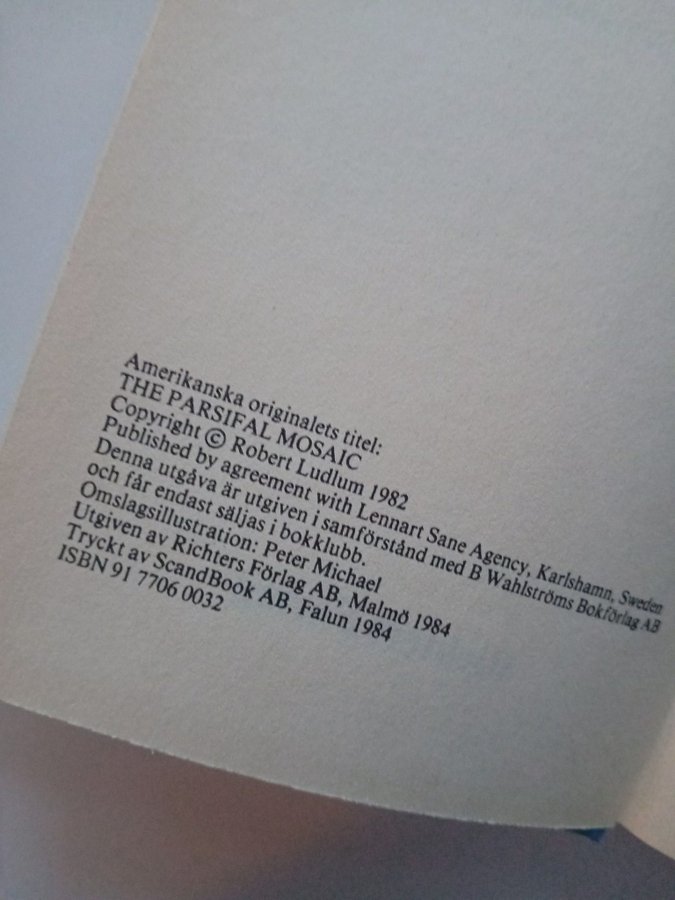 Amerikanska originalets titel:
THE PARSIFAL MOSAIC
Copyright © Robert Ludlum 1982
Published by agreement with Lennart Sane Agency, Karlshamn, Sweden
Denna utgåva är utgiven i samförstånd med B Wahlströms Bokförlag AB
och får endast säljas i bokklubb.
Omslagsillustration: Peter Michael
Utgiven av Richters Förlag AB, Malmö 1984
Tryckt av ScandBook AB, Falun 1984
ISBN 91 7706 0032